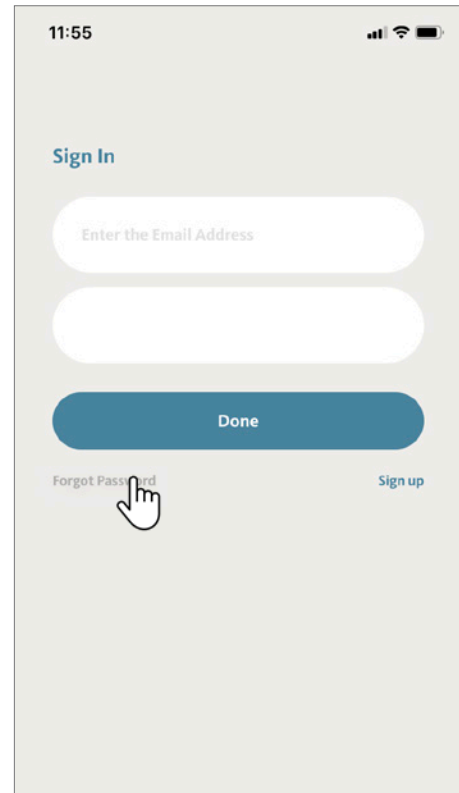 11:55
Sign In
Enter the Email Address
Done
Forgot Password
Sign up